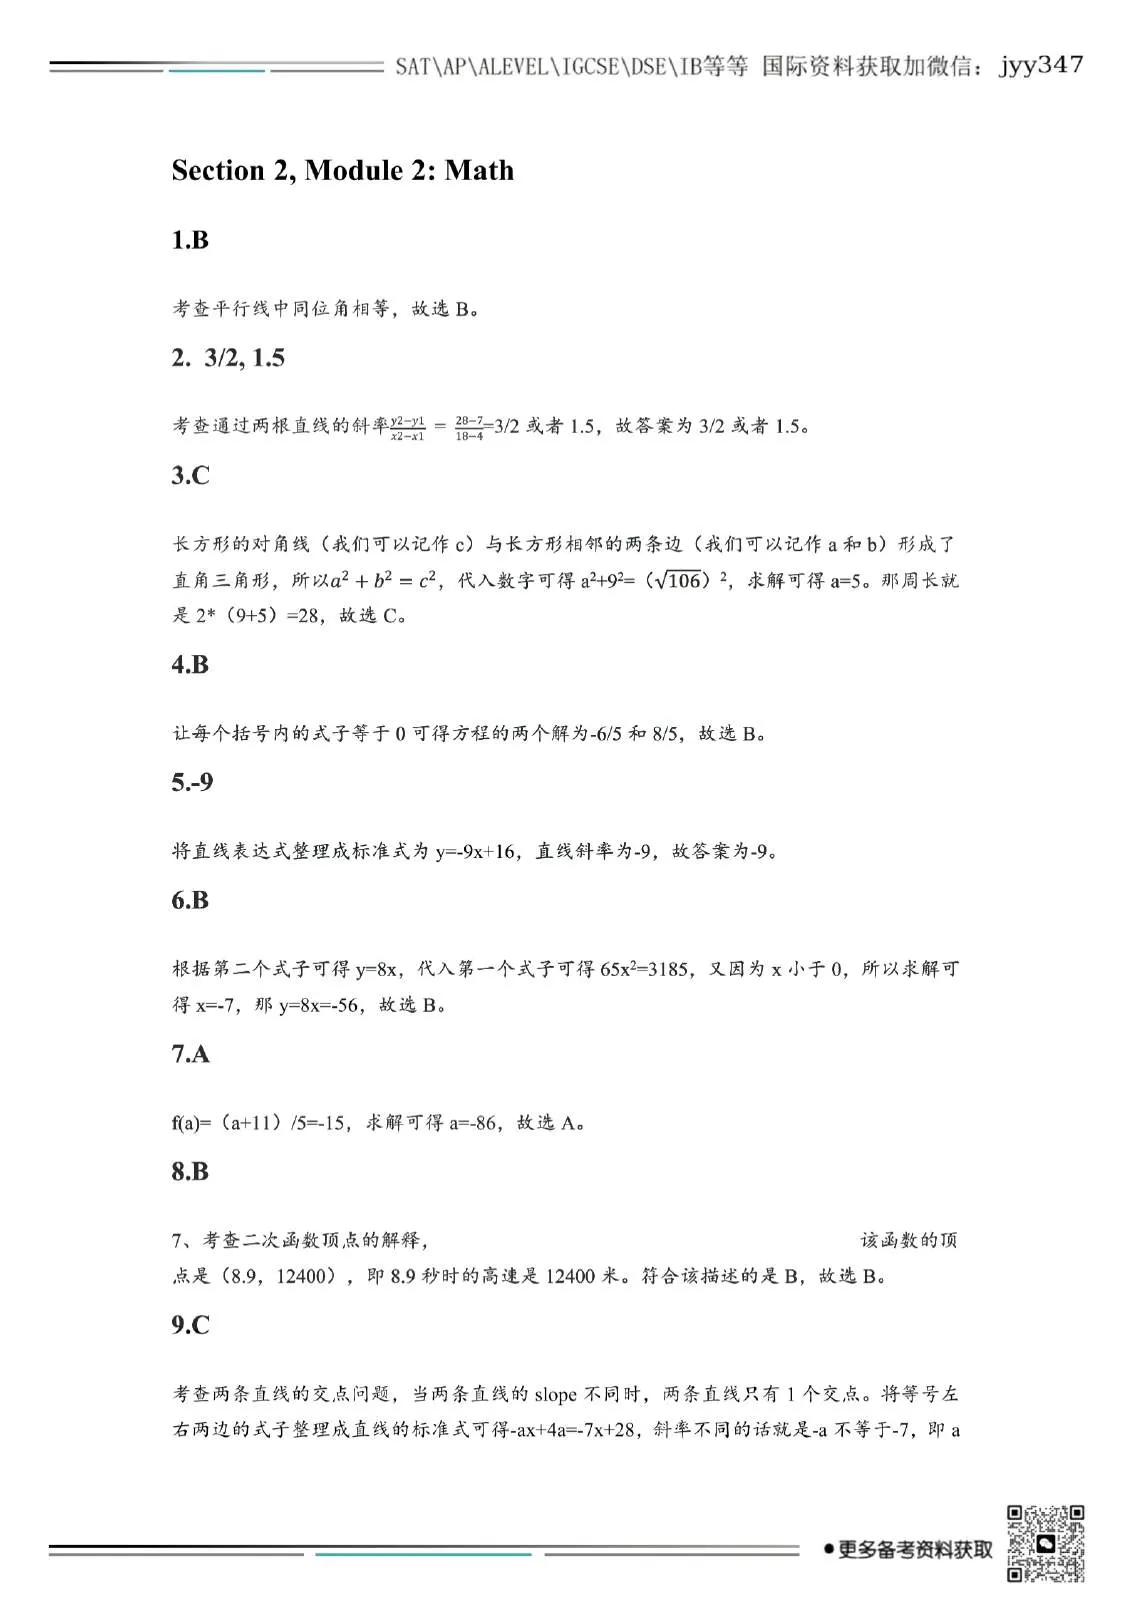 SAT\AP\ALEVEL\IGCSE\DSE\IB等等 国际资料获取加微信：jyy347
Section 2, Module 2: Math
1.B
考查平行线中同位角相等，故选 B。
2. 3/2, 1.5
考查通过两根直线的斜率\frac{y2-y1}{x2-x1} = \frac{28-7}{18-4}=3/2 或者 1.5，故答案为 3/2 或者 1.5。
3.C
长方形的对角线（我们可以记作 c）与长方形相邻的两条边（我们可以记作 a 和 b）形成了
直角三角形，所以a² + b² = c²，代入数字可得 a²+9²=（√106）²，求解可得 a=5。那周长就
是 2*（9+5）=28，故选 C。
4.B
让每个括号内的式子等于 0 可得方程的两个解为-6/5 和 8/5，故选 B。
5.-9
将直线表达式整理成标准式为 y=-9x+16，直线斜率为-9，故答案为-9。
6.B
根据第二个式子可得 y=8x，代入第一个式子可得 65x²=3185，又因为 x 小于 0，所以求解可
得 x=-7，那 y=8x=-56，故选 B。
7.A
f(a)=（a+11）/5=-15，求解可得 a=-86，故选 A。
8.B
7、考查二次函数顶点的解释， 该函数的顶
点是（8.9，12400），即 8.9 秒时的高速是 12400 米。符合该描述的是 B，故选 B。
9.C
考查两条直线的交点问题，当两条直线的 slope 不同时，两条直线只有 1 个交点。将等号左
右两边的式子整理成直线的标准式可得-ax+4a=-7x+28，斜率不同的话就是-a 不等于-7，即 a
●更多备考资料获取